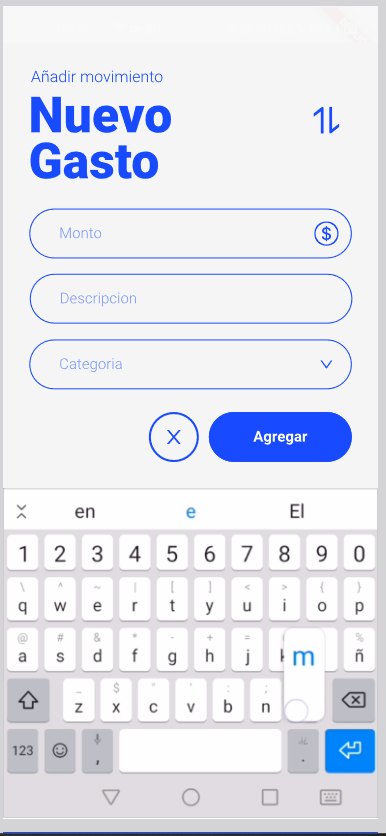 Añadir movimiento
Nuevo
Gasto
Monto $
Descripcion
Categoria
X Agregar
en e El
1 2 3 4 5 6 7 8 9 0
\ ^ ~ | [ ] < > { }
q w e r t y u i o p
@ # & * - + = %
a s d f g h j k ñ
m
_ $ " ' : ;
z x c v b n
123 , .